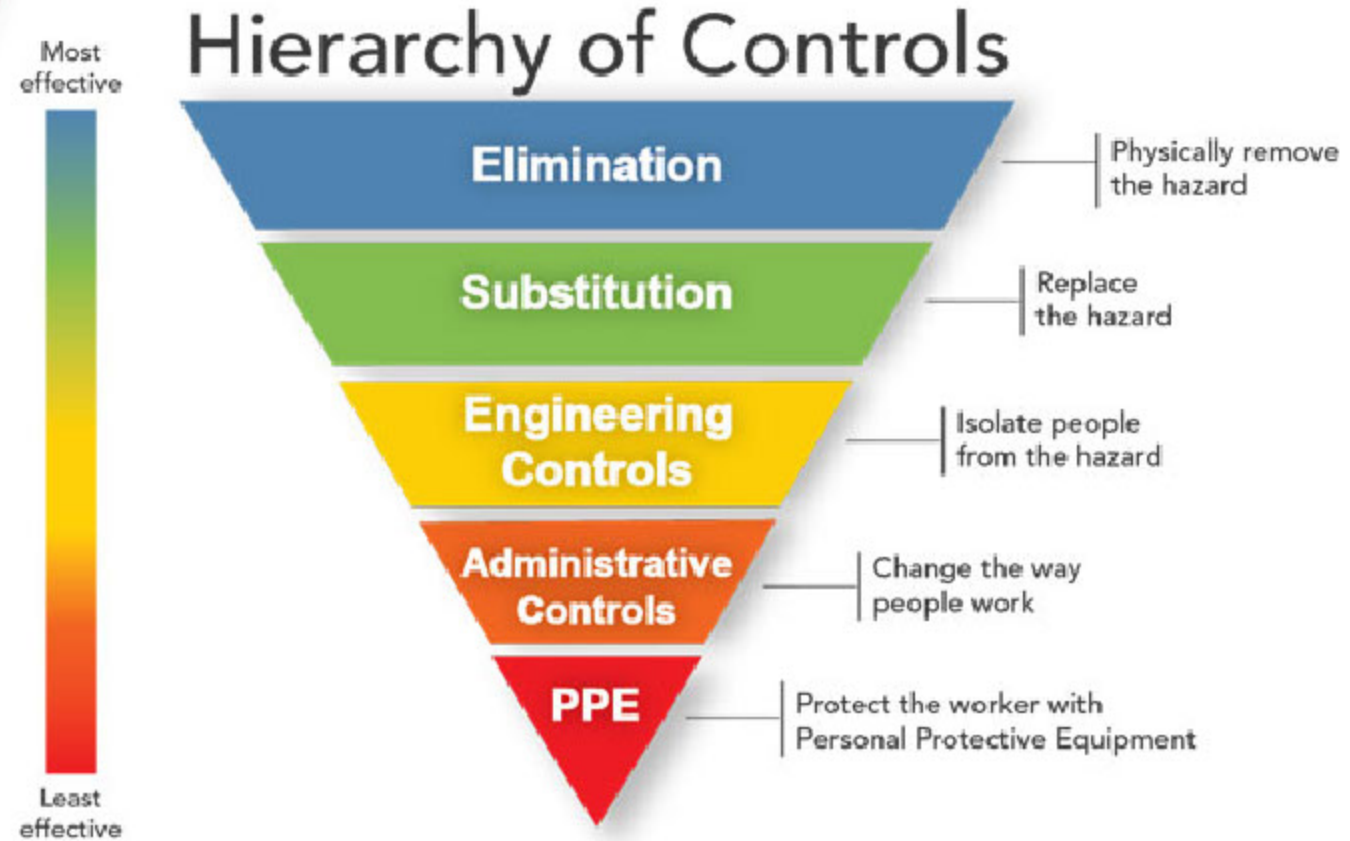 Hierarchy of Controls
Most
effective
Elimination
Physically remove
the hazard
Substitution
Replace
the hazard
Engineering
Controls
Isolate people
from the hazard
Administrative
Controls
Change the way
people work
PPE
Protect the worker with
Personal Protective Equipment
Least
effective